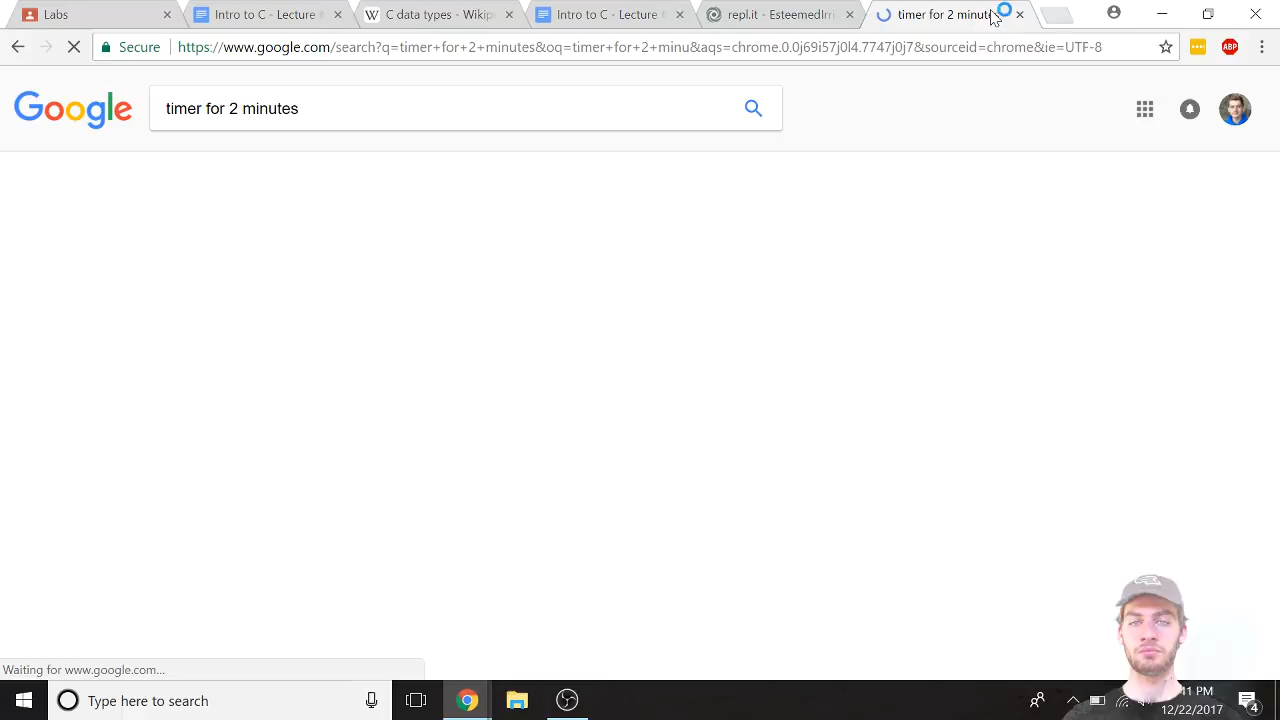 Labs
Intro to C - Lecture
C data types - Wikip
Intro to C - Lecture
repl.it - EsteemedIrri
timer for 2 minut
Secure
https://www.google.com/search?q=timer+for+2+minutes&oq=timer+for+2+minu&aqs=chrome.0.0j69i57j0l4.7747j0j7&sourceid=chrome&ie=UTF-8
ABP
Google
timer for 2 minutes
Waiting for www.google.com...
Type here to search
11 PM
12/22/2017
4